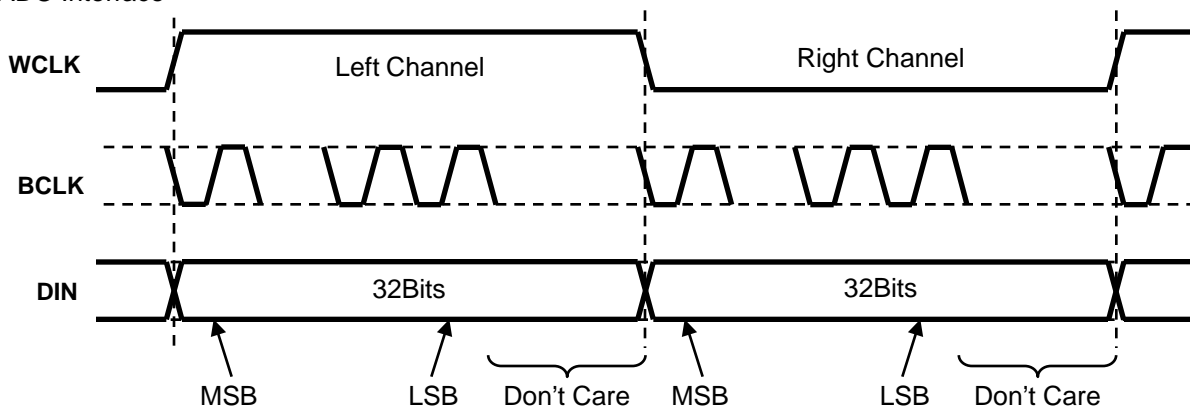 WCLK
Left Channel
Right Channel
BCLK
DIN
32Bits
32Bits
MSB
LSB
Don't Care
MSB
LSB
Don't Care